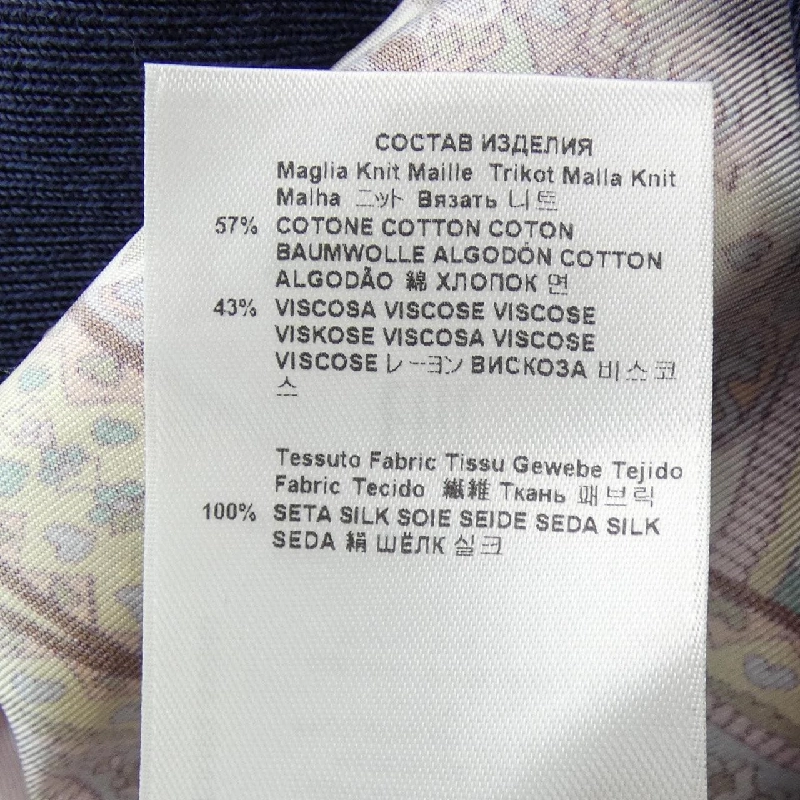 СОСТАВ ИЗДЕЛИЯ
Maglia Knit Maille Trikot Malla Knit
Malha ニット Вязать 니트
57% COTONE COTTON COTON
BAUMWOLLE ALGODÓN COTTON
ALGODÃO 綿 ХЛОПОК 면
43% VISCOSA VISCOSE VISCOSE
VISKOSE VISCOSA VISCOSE
VISCOSE レーヨン ВИСКОЗА 비스코
스
Tessuto Fabric Tissu Gewebe Tejido
Fabric Tecido 繊維 Ткань 패브릭
100% SETA SILK SOIE SEIDE SEDA SILK
SEDA 絹 ШЁЛК 실크